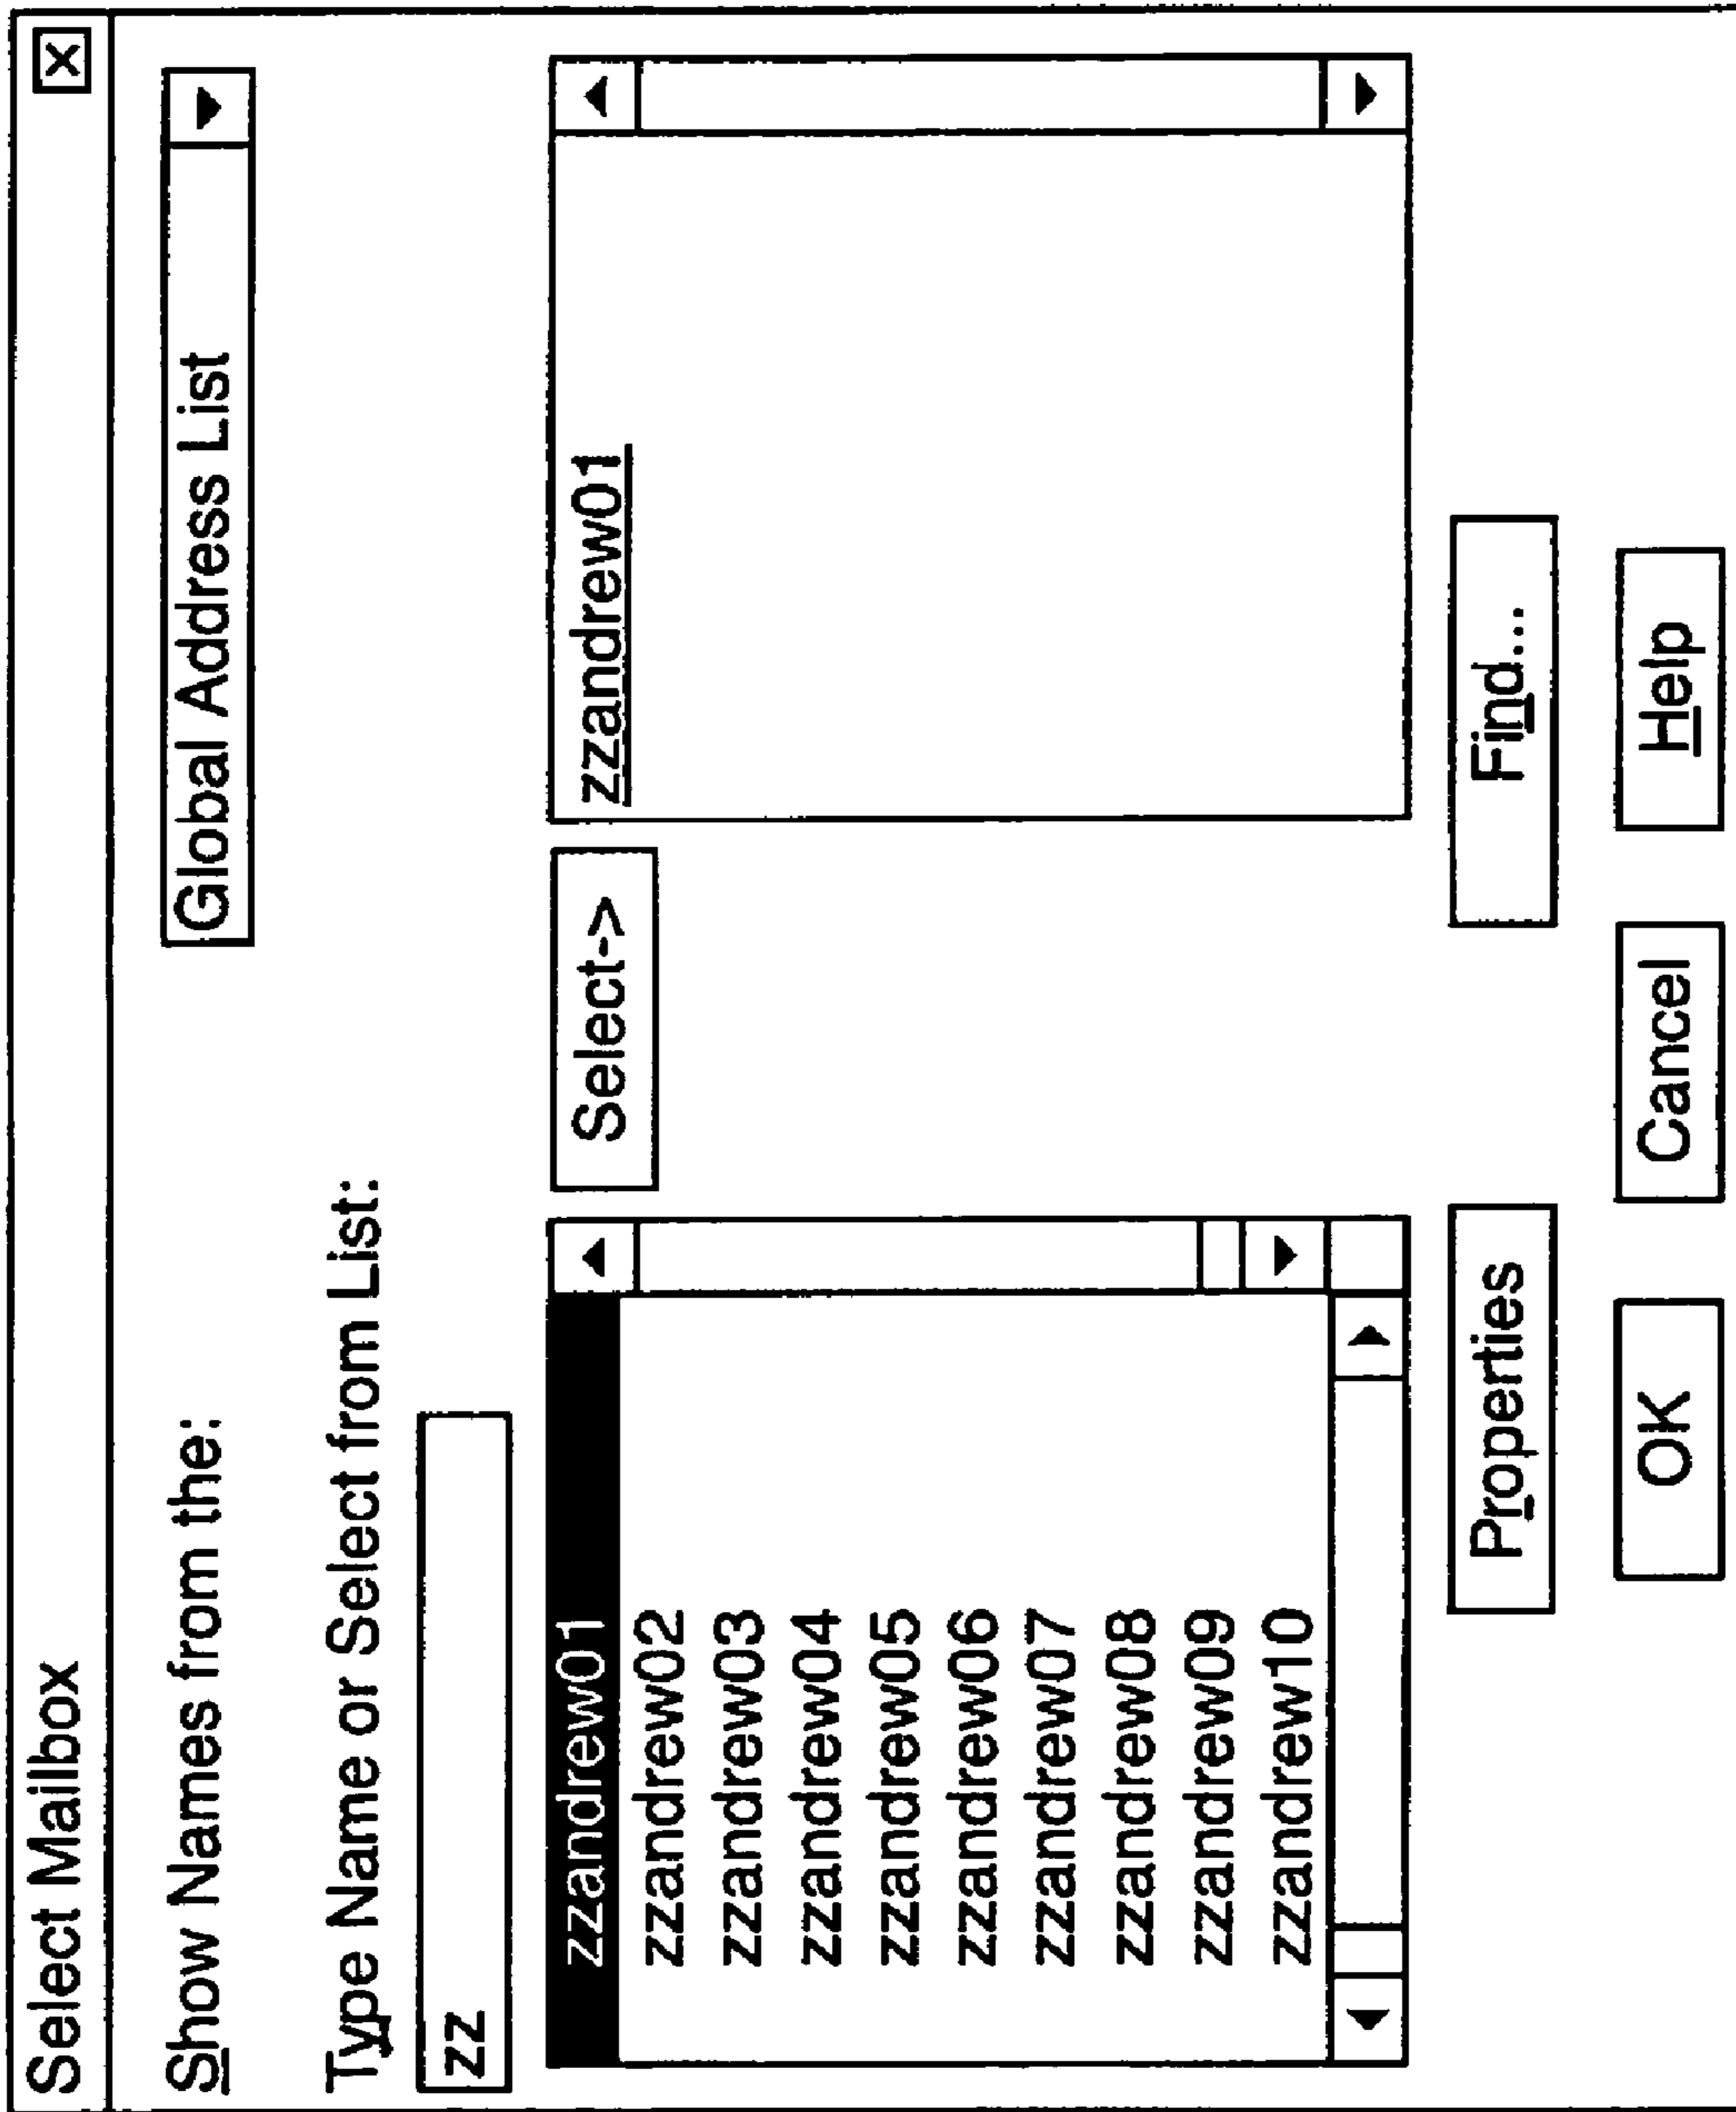 Select Mailbox
X
Show Names from the:
Global Address List
Type Name or Select from List:
zz
zzandrew01
zzandrew02
zzandrew03
zzandrew04
zzandrew05
zzandrew06
zzandrew07
zzandrew08
zzandrew09
zzandrew10
Select->
zzandrew01
Properties
Find...
OK
Cancel
Help